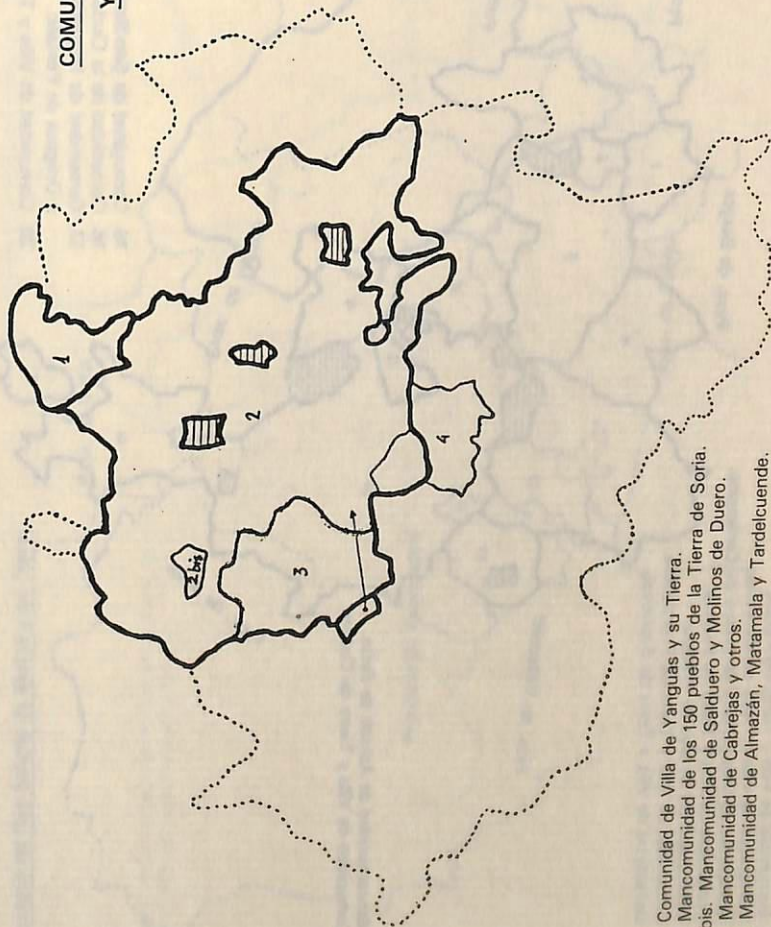 COMU
Y
1
2
2 bis
3
4
Comunidad de Villa de Yanguas y su Tierra.
Mancomunidad de los 150 pueblos de la Tierra de Soria.
bis. Mancomunidad de Salduero y Molinos de Duero.
Mancomunidad de Cabrejas y otros.
Mancomunidad de Almazán, Matamala y Tardelcuende.